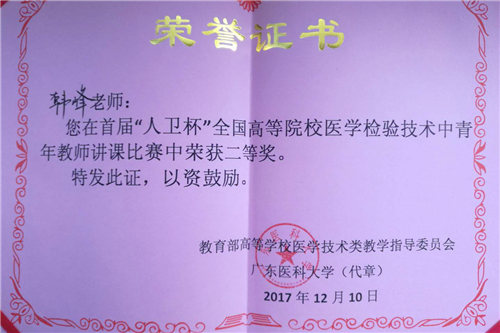 荣誉证书
韩峰老师：
您在首届“人卫杯”全国高等院校医学检验技术中青
年教师讲课比赛中荣获二等奖。
特发此证，以资鼓励。
教育部高等学校医学技术类教学指导委员会
广东医科大学（代章）
2017 年 12 月 10 日